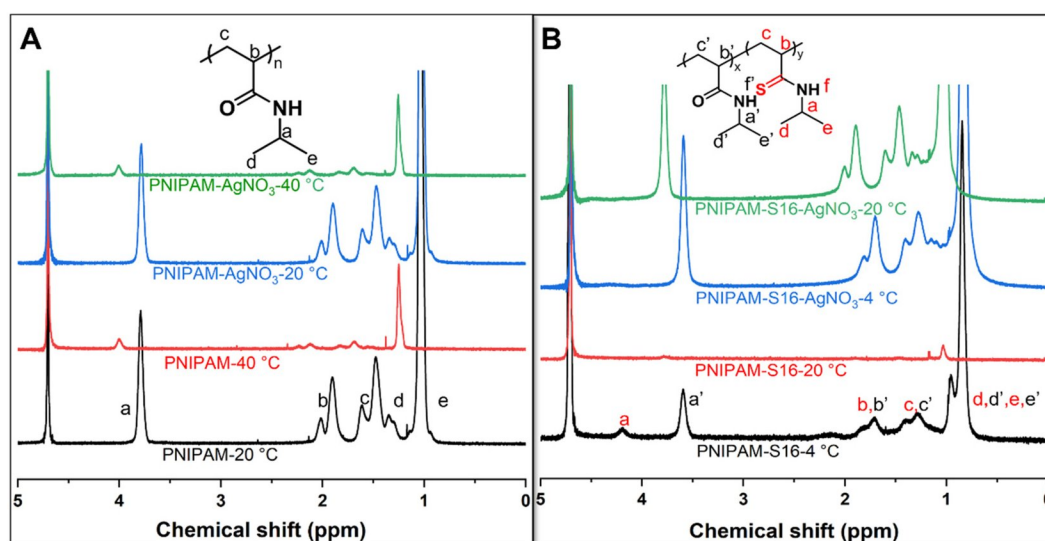 A
c
b
n
O
NH
a
d
e
PNIPAM-AgNO₃-40 °C
PNIPAM-AgNO₃-20 °C
PNIPAM-40 °C
a
b
c
d
e
PNIPAM-20 °C
5 4 3 2 1 0
Chemical shift (ppm)
B
c
c' b' b
x y
f' f
O NH S NH
a' a
d' e' d e
PNIPAM-S16-AgNO₃-20 °C
PNIPAM-S16-AgNO₃-4 °C
PNIPAM-S16-20 °C
a
a'
b,b'
c,c'
d,d',e,e'
PNIPAM-S16-4 °C
5 4 3 2 1 0
Chemical shift (ppm)